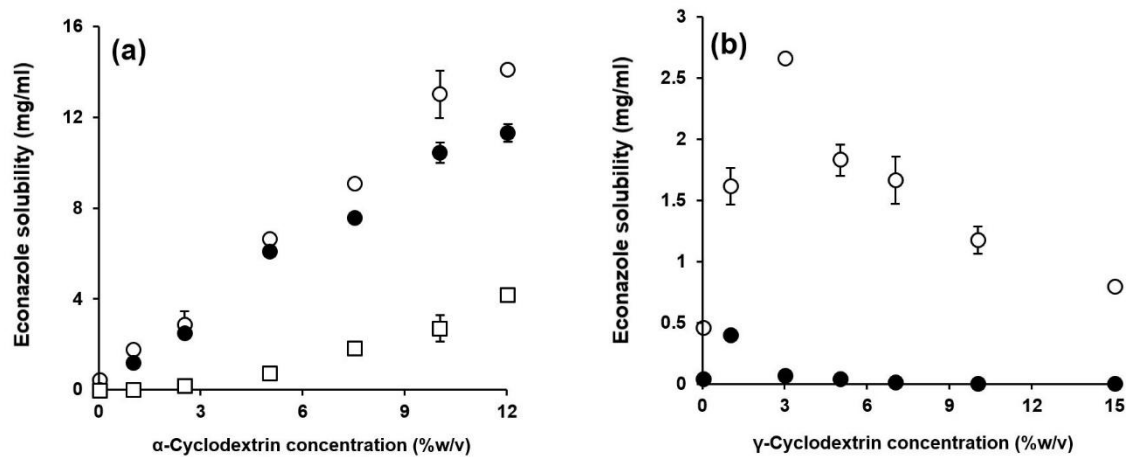 (a)
Econazole solubility (mg/ml)
16
12
8
4
0
0 3 6 9 12
α-Cyclodextrin concentration (%w/v)
(b)
Econazole solubility (mg/ml)
3
2.5
2
1.5
1
0.5
0
0 3 6 9 12 15
γ-Cyclodextrin concentration (%w/v)